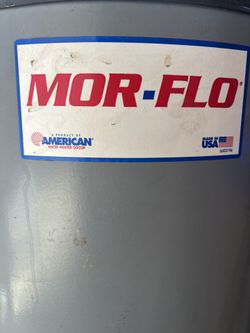 MOR-FLO®
A PRODUCT OF
AMERICAN
WATER HEATER GROUP
MADE IN
USA